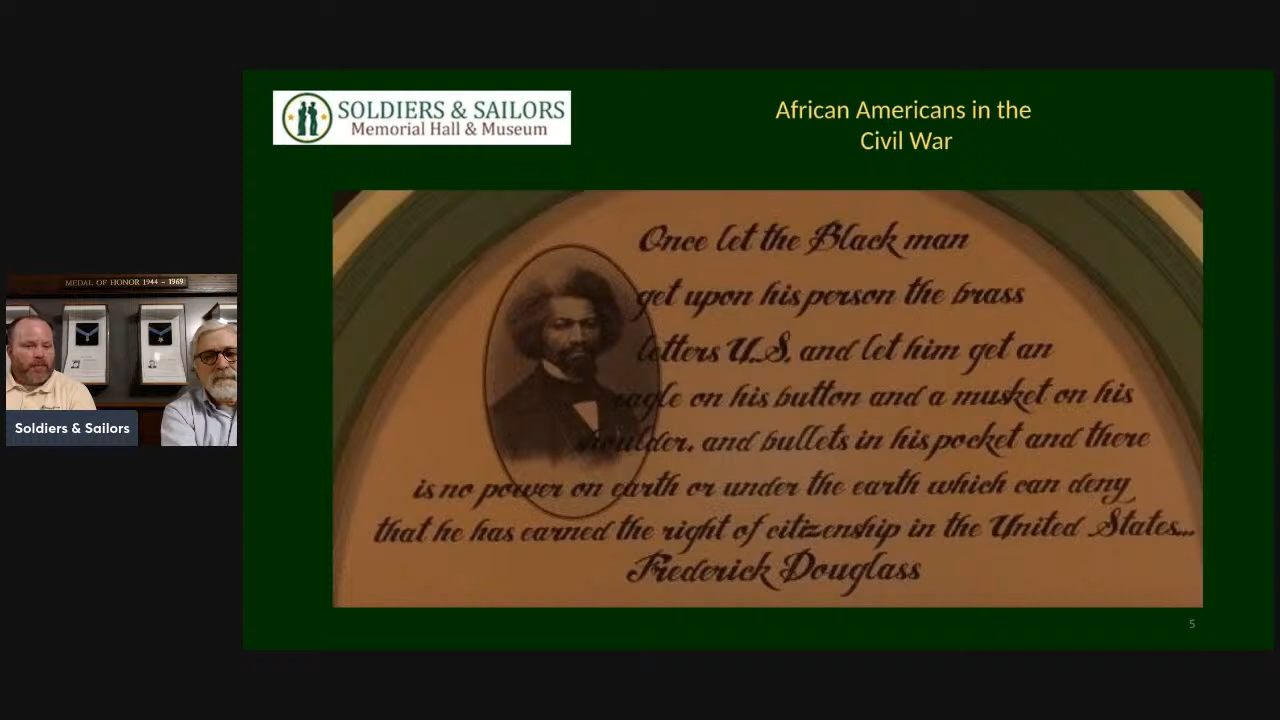 SOLDIERS & SAILORS
Memorial Hall & Museum
African Americans in the
Civil War
MEDAL OF HONOR 1944 – 1969
Soldiers & Sailors
Once let the Black man
get upon his person the brass
letters U.S. and let him get an
eagle on his button and a musket on his
shoulder. and bullets in his pocket and there
is no power on earth or under the earth which can deny
that he has earned the right of citizenship in the United States...
Frederick Douglass
5